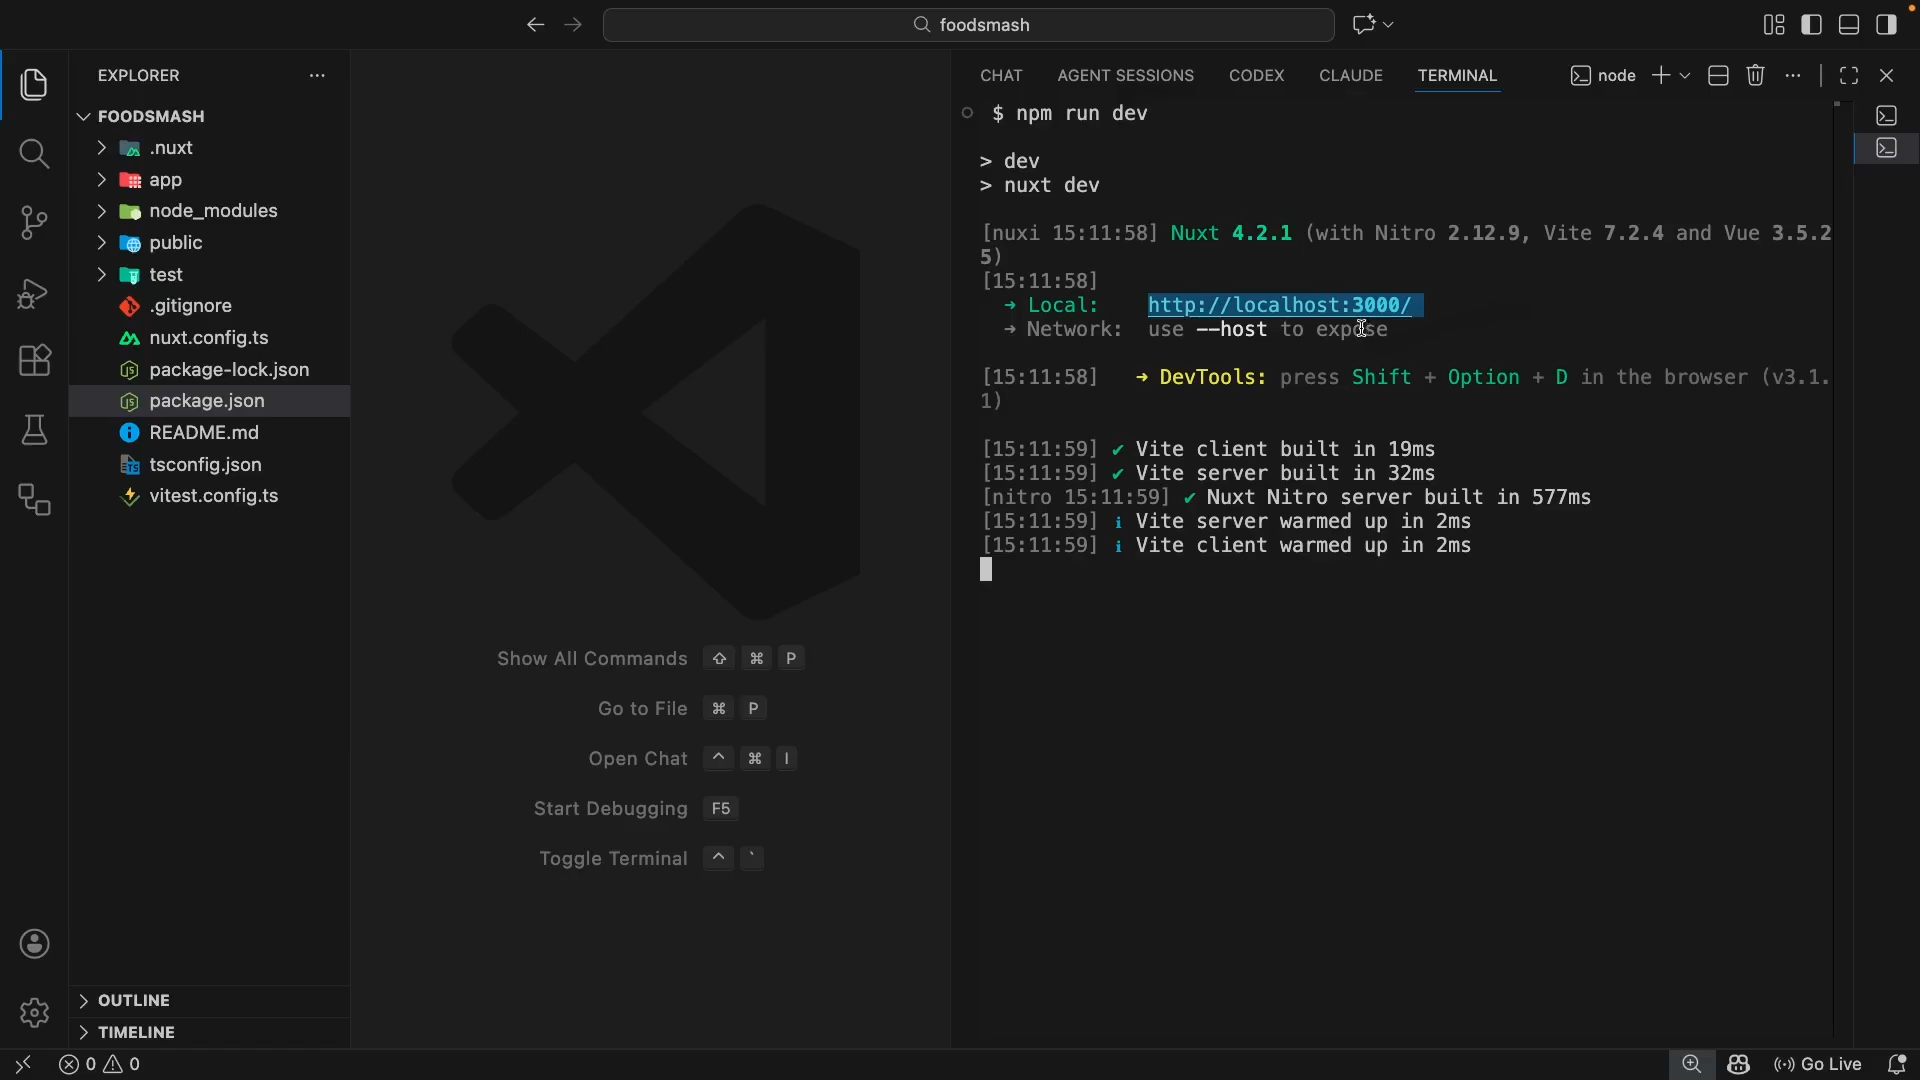 foodsmash
EXPLORER
FOODSMASH
.nuxt
app
node_modules
public
test
.gitignore
nuxt.config.ts
package-lock.json
package.json
README.md
tsconfig.json
vitest.config.ts
OUTLINE
TIMELINE
Show All Commands ⇧ ⌘ P
Go to File ⌘ P
Open Chat ^ ⌘ I
Start Debugging F5
Toggle Terminal ^ `
CHAT AGENT SESSIONS CODEX CLAUDE TERMINAL node
$ npm run dev
> dev
> nuxt dev
[nuxi 15:11:58] Nuxt 4.2.1 (with Nitro 2.12.9, Vite 7.2.4 and Vue 3.5.2
5)
[15:11:58]
➜ Local: http://localhost:3000/
➜ Network: use --host to expose
[15:11:58] ➜ DevTools: press Shift + Option + D in the browser (v3.1.
1)
[15:11:59] ✔ Vite client built in 19ms
[15:11:59] ✔ Vite server built in 32ms
[nitro 15:11:59] ✔ Nuxt Nitro server built in 577ms
[15:11:59] ℹ Vite server warmed up in 2ms
[15:11:59] ℹ Vite client warmed up in 2ms
0 0
Go Live